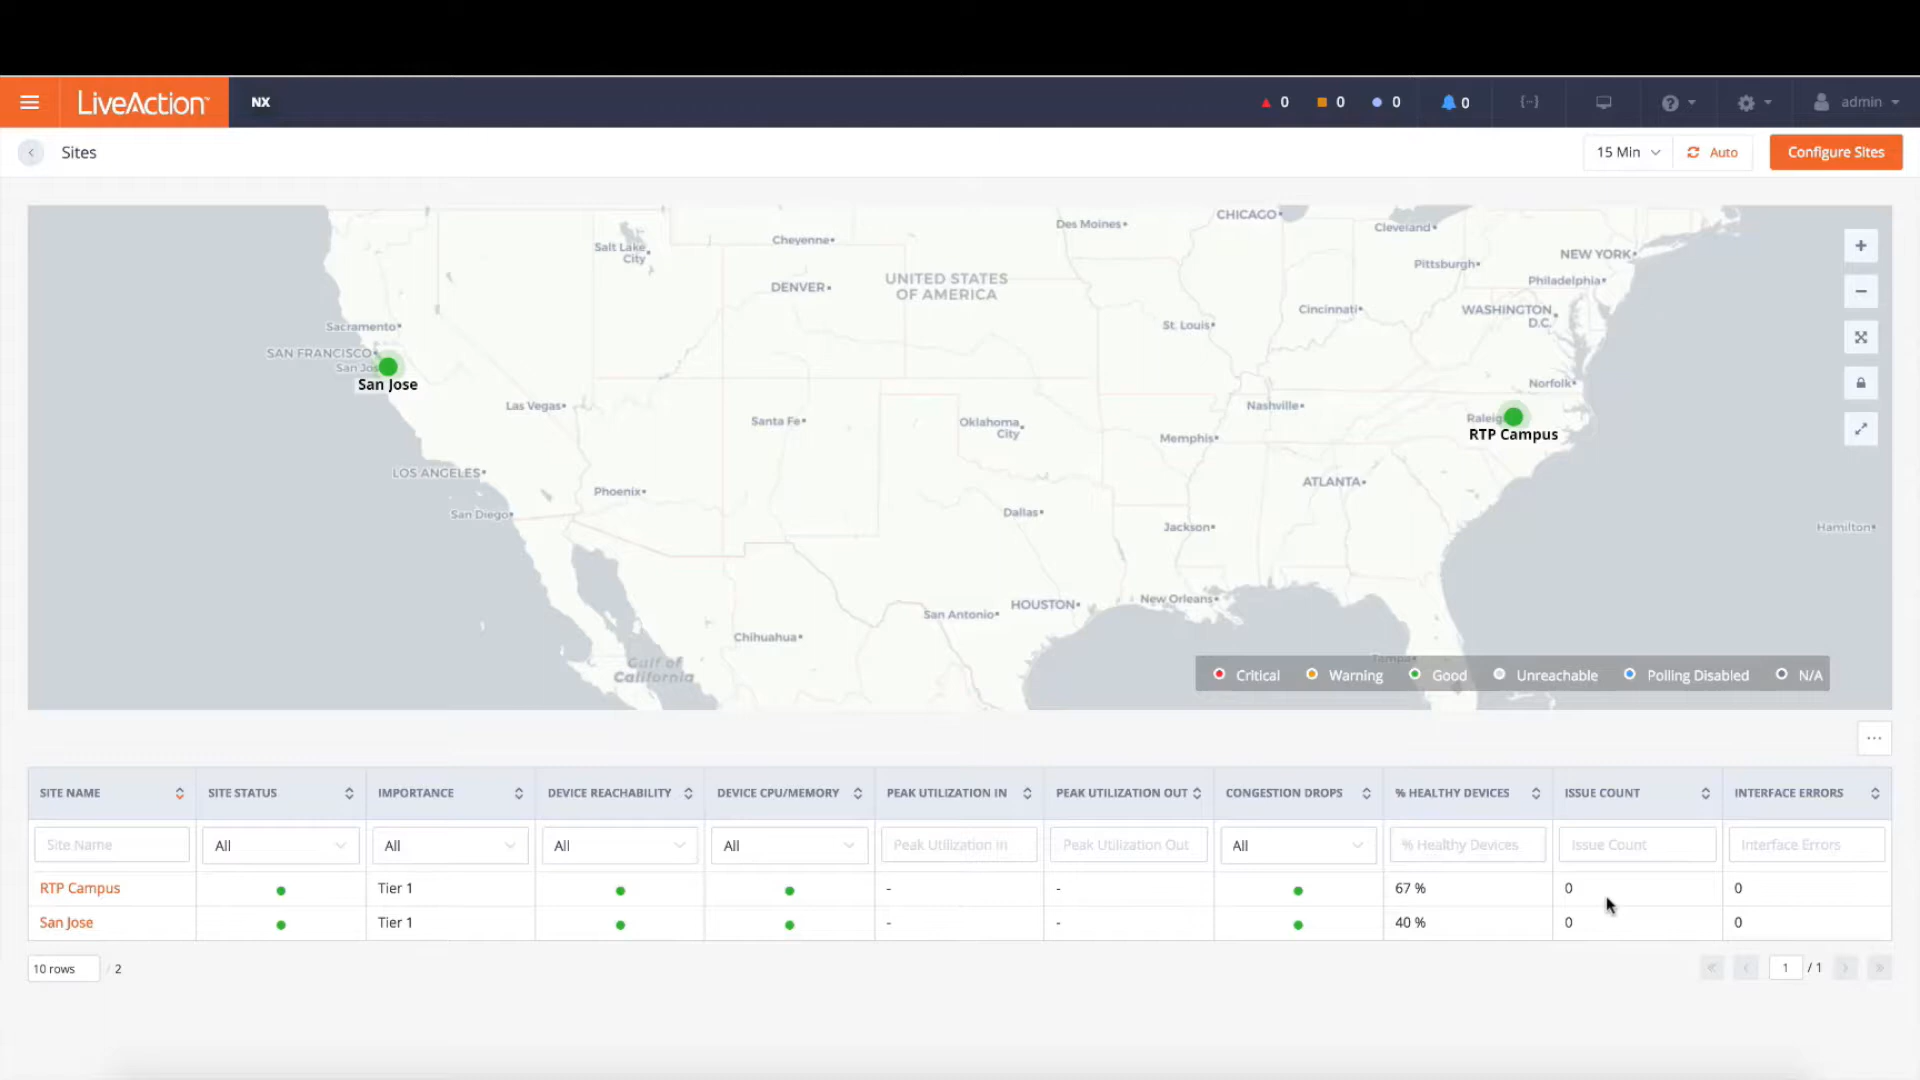 LiveAction™
NX
0
0
0
0
admin
Sites
15 Min
Auto
Configure Sites
CHICAGO
Des Moines
Cleveland
Salt Lake
City
Cheyenne
NEW YORK
Pittsburgh
UNITED STATES
OF AMERICA
Philadelphia
DENVER
Cincinnati
WASHINGTON
D.C.
Sacramento
St. Louis
SAN FRANCISCO
San Jos
San Jose
Norfolk
Las Vegas
Nashville
Santa Fe
Oklahoma
City
Raleig
RTP Campus
Memphis
LOS ANGELES
ATLANTA
Phoenix
San Diego
Dallas
Jackson
Hamilton
New Orleans
HOUSTON
San Antonio
Chihuahua
Gulf of
California
Tampa
Critical
Warning
Good
Unreachable
Polling Disabled
N/A
...
SITE NAME SITE STATUS IMPORTANCE DEVICE REACHABILITY DEVICE CPU/MEMORY PEAK UTILIZATION IN PEAK UTILIZATION OUT CONGESTION DROPS % HEALTHY DEVICES ISSUE COUNT INTERFACE ERRORS
Site Name All All All All Peak Utilization In Peak Utilization Out All % Healthy Devices Issue Count Interface Errors
RTP Campus Tier 1 - - 67 % 0 0
San Jose Tier 1 - - 40 % 0 0
10 rows / 2
« ‹ 1 / 1 › »